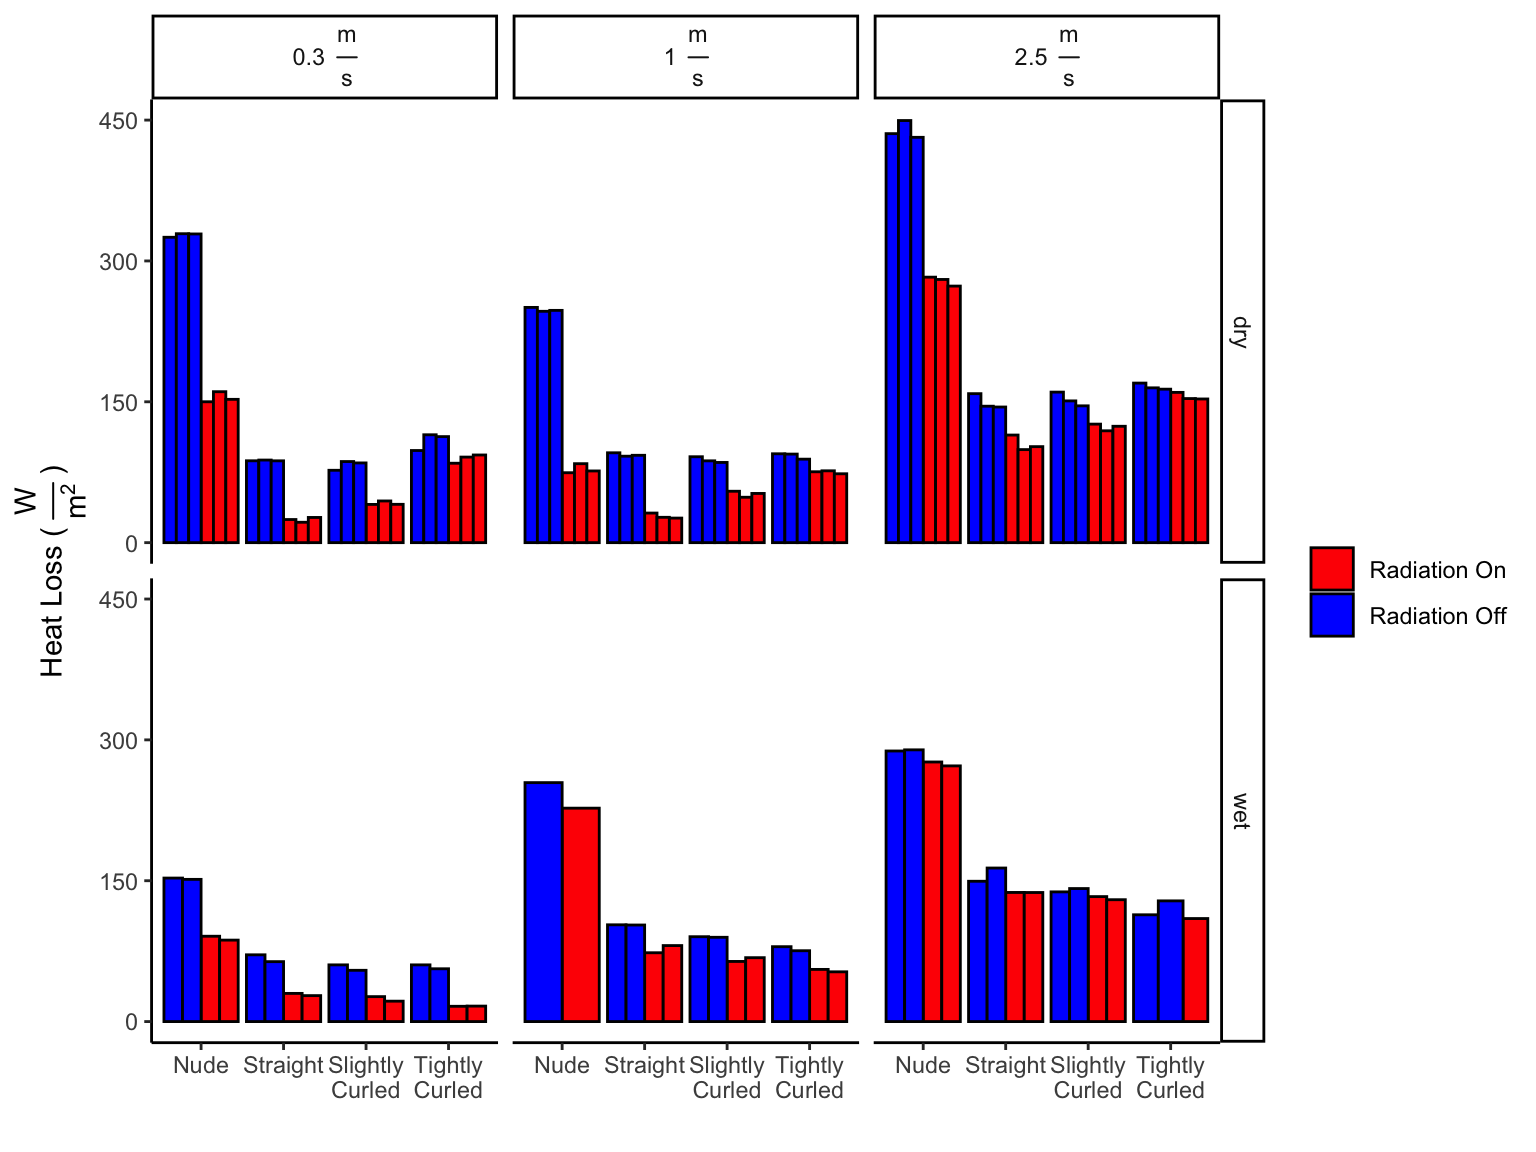 0.3 m/s
1 m/s
2.5 m/s
450
300
150
0
dry
Heat Loss ( W/m² )
Radiation On
Radiation Off
450
300
150
0
wet
Nude Straight Slightly Curled Tightly Curled
Nude Straight Slightly Curled Tightly Curled
Nude Straight Slightly Curled Tightly Curled